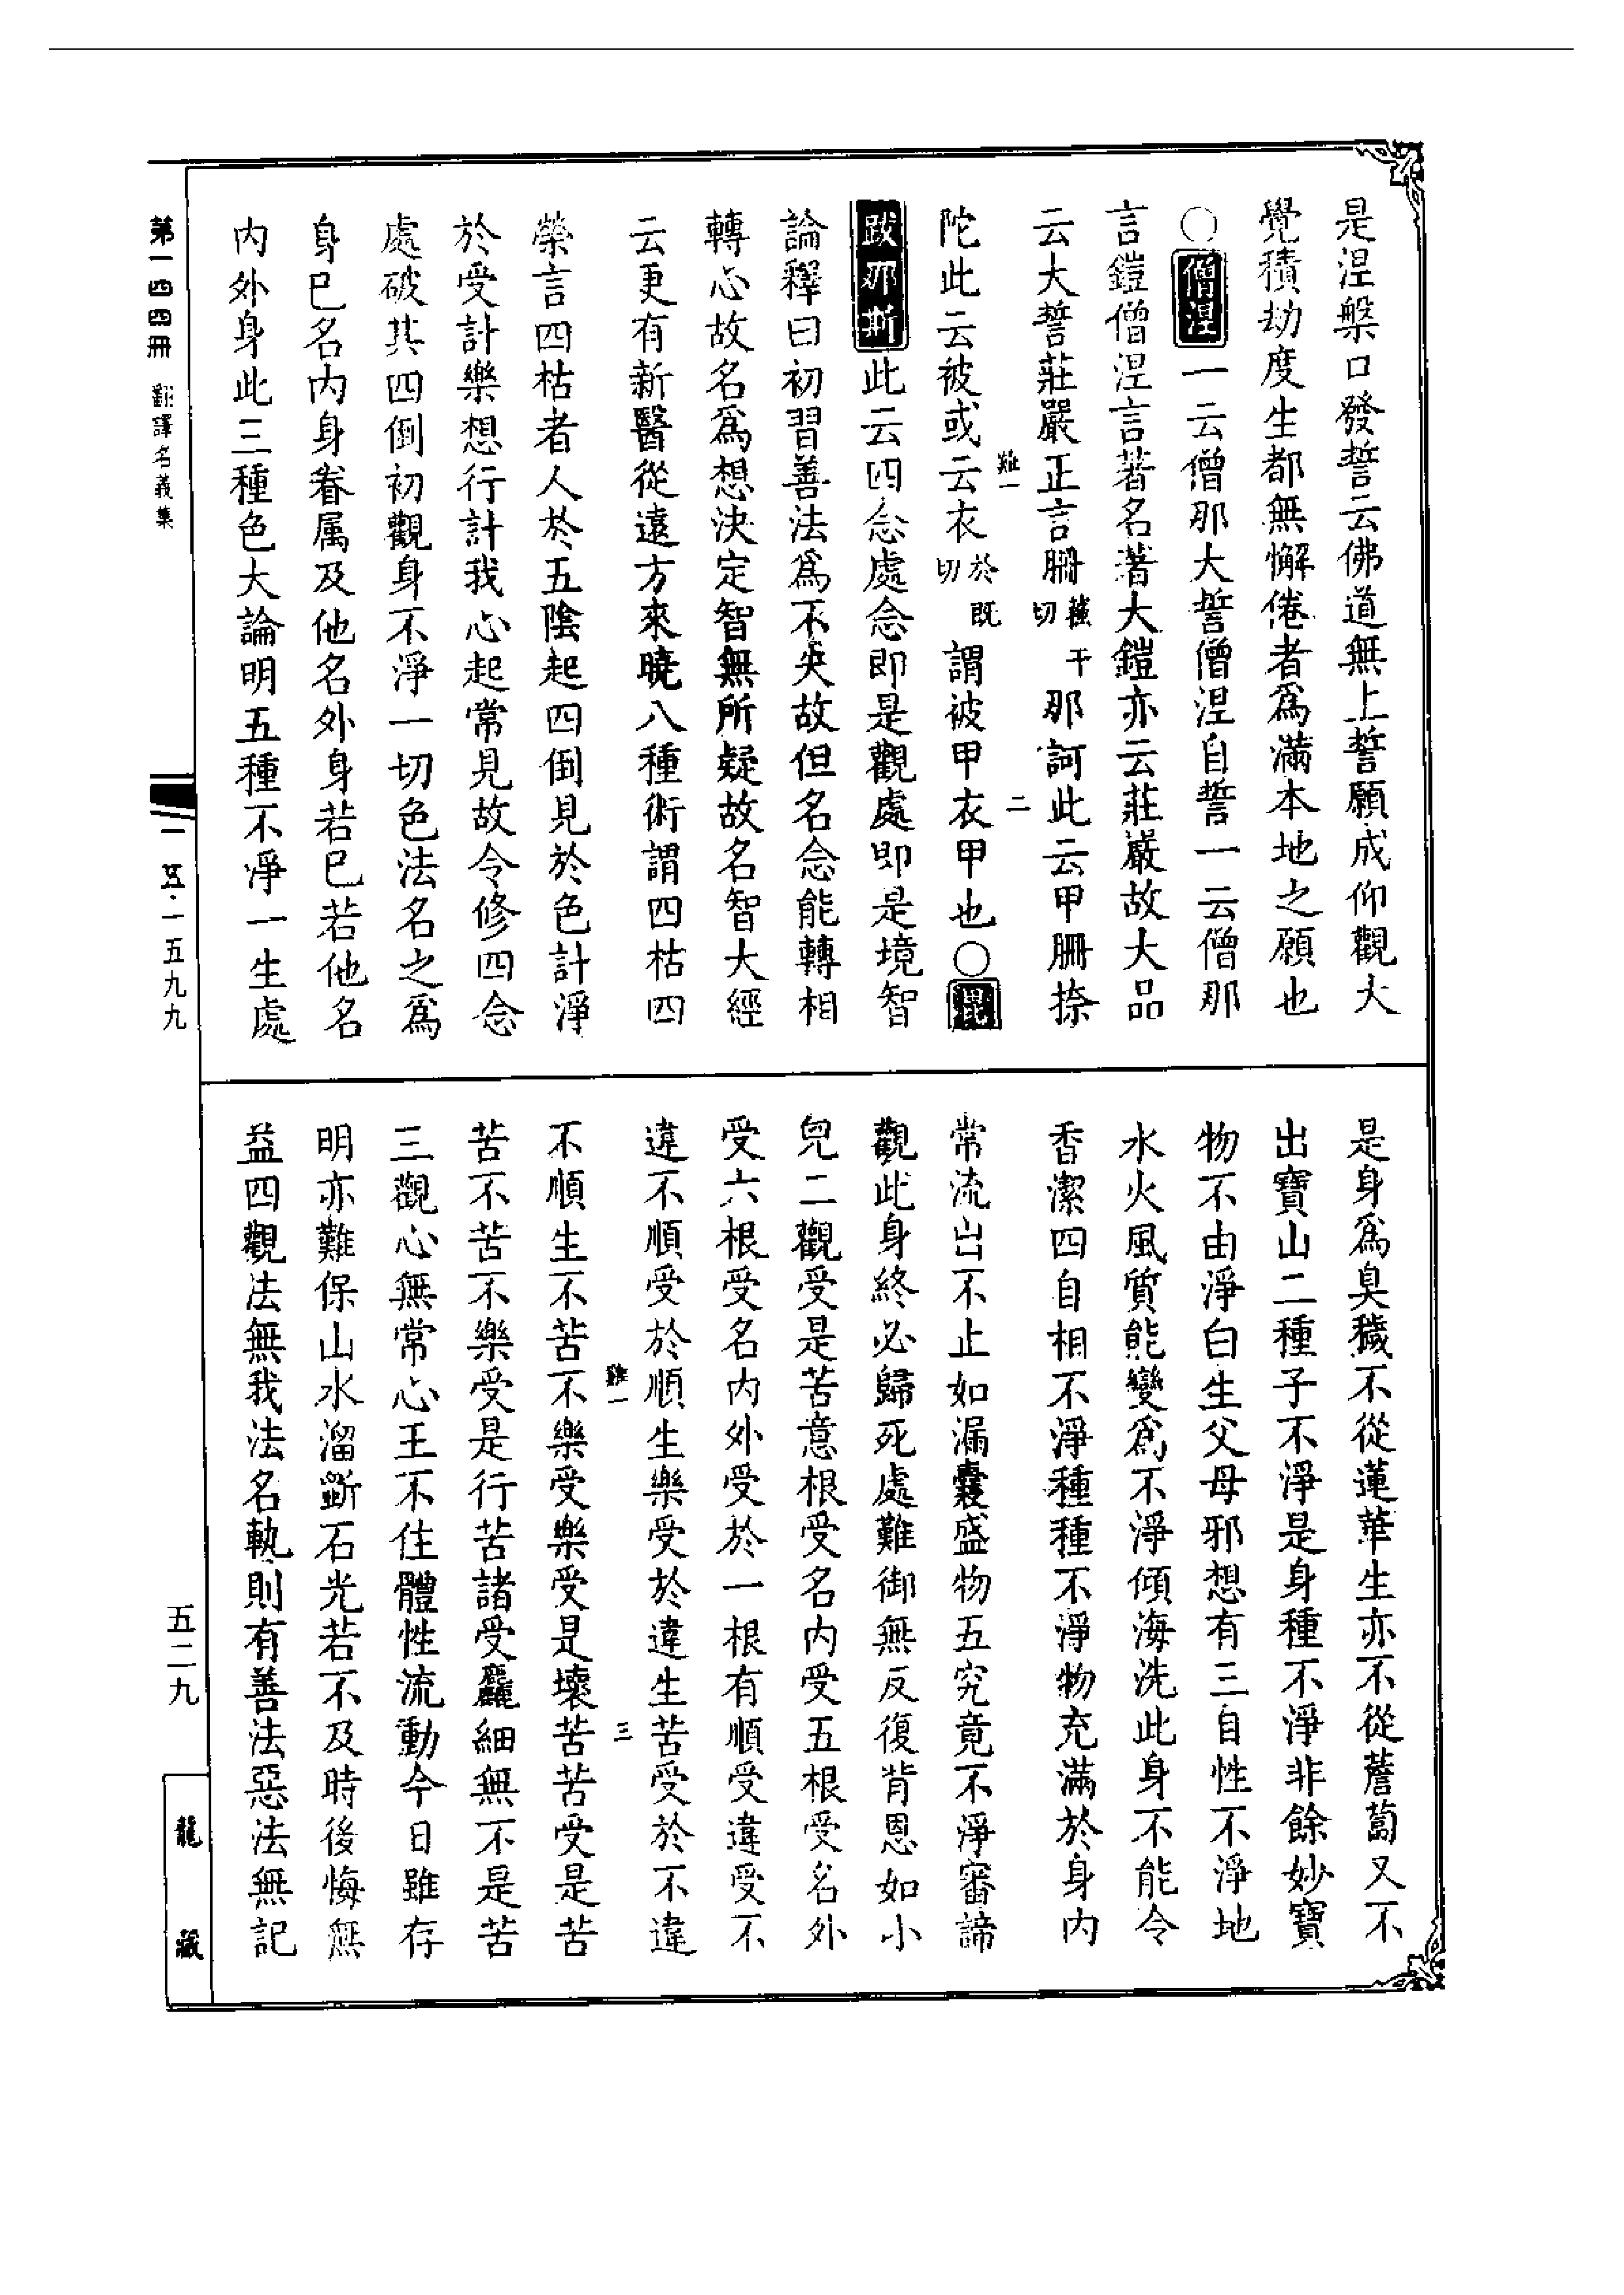 是涅槃口發誓云佛道無上誓願成仰觀大
覺積劫度生都無懈倦者爲滿本地之願也
○僧涅一云僧那大誓僧涅自誓一云僧那
言鎧僧涅言著名著大鎧亦云莊嚴故大品
云大誓莊嚴正言𦙱蘓干切那訶此云甲𦙱捺
難一 二
陀此云被或云衣於既切謂被甲衣甲也○毘
跋那斯此云四念處念即是觀處即是境智
論釋曰初習善法爲不失故但名念能轉相
轉心故名爲想決定智無所疑故名智大經
云更有新醫從遠方來曉八種術謂四枯四
榮言四枯者人於五陰起四倒見於色計淨
於受計樂想行計我心起常見故令修四念
處破其四倒初觀身不淨一切色法名之爲
身巳名內身眷属及他名外身若巳若他名
內外身此三種色大論明五種不淨一生處
是身爲臭穢不從蓮華生亦不從薝蔔又不
出寶山二種子不淨是身種不淨非餘妙寶
物不由淨白生父母邪想有三自性不淨地
水火風質能變爲不淨傾海洗此身不能令
香潔四自相不淨種種不淨物充滿於身內
常流出不止如漏囊盛物五究竟不淨審諦
觀此身終必歸死處難御無反復背恩如小
兒二觀受是苦意根受名內受五根受名外
受六根受名內外受於一根有順受違受不
違不順受於順生樂受於違生苦受於不違
難一 三
不順生不苦不樂受樂受是壞苦苦受是苦
苦不苦不樂受是行苦諸受麤細無不是苦
三觀心無常心王不住體性流動今日雖存
明亦難保山水溜斲石光若不及時後悔無
益四觀法無我法名軌則有善法惡法無記
第一四四冊 翻譯名義集
一五·一五九九
五二九
龍藏